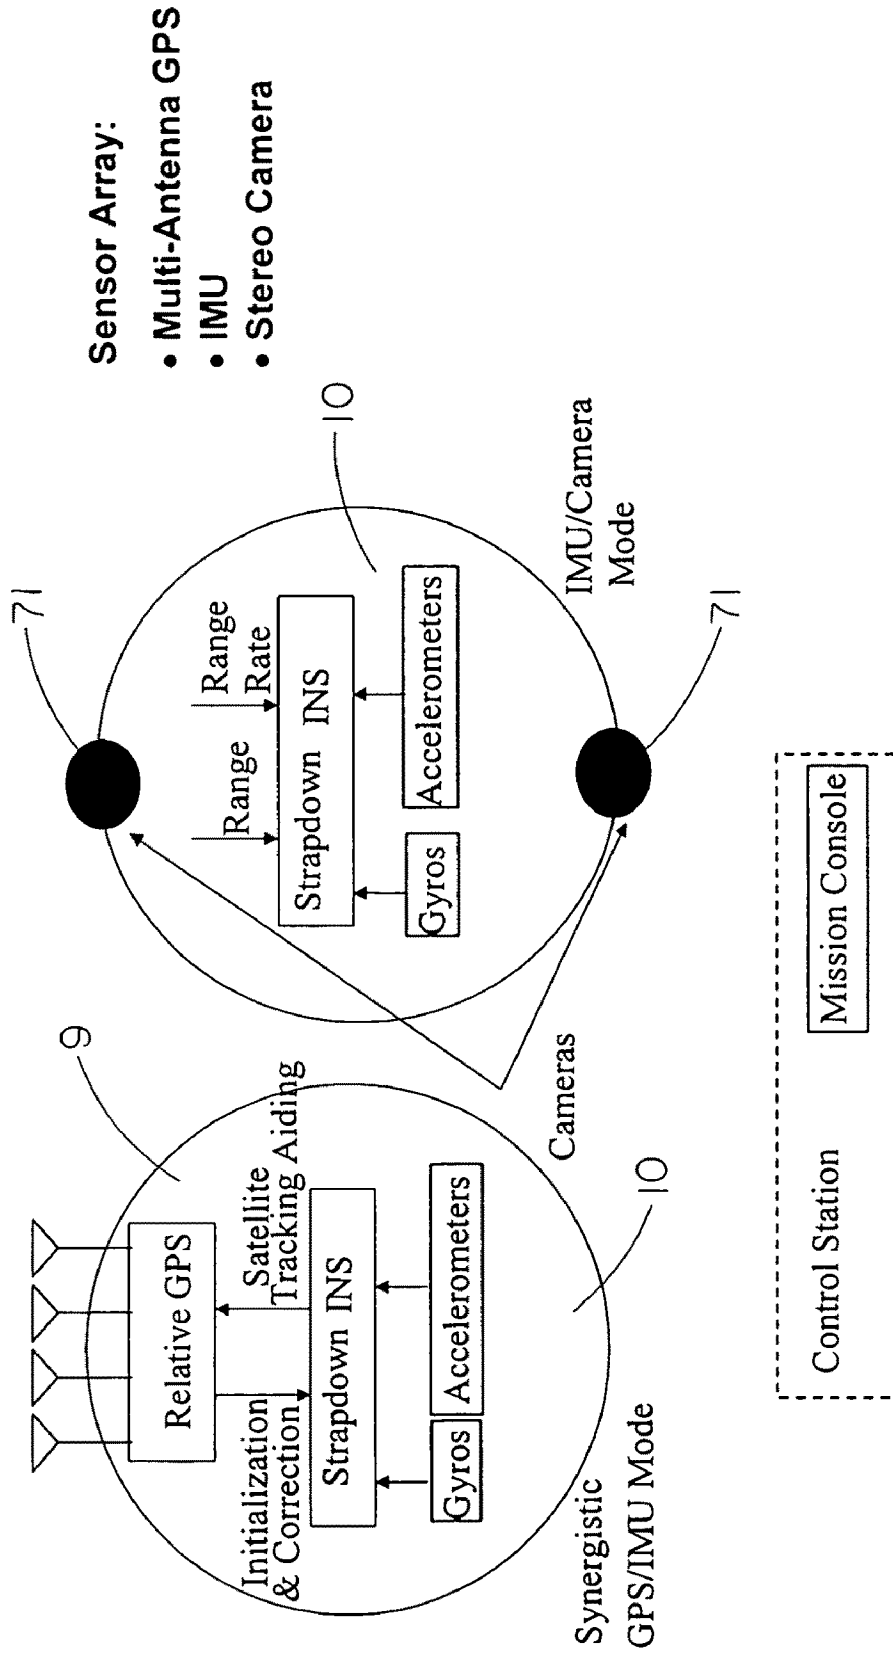 Sensor Array:
• Multi-Antenna GPS
• IMU
• Stereo Camera
9
Relative GPS
Initialization
& Correction
Satellite
Tracking Aiding
Strapdown INS
Gyros
Accelerometers
10
Synergistic
GPS/IMU Mode
Cameras
71
Range
Range
Rate
Strapdown INS
Gyros
Accelerometers
10
71
IMU/Camera
Mode
Control Station
Mission Console